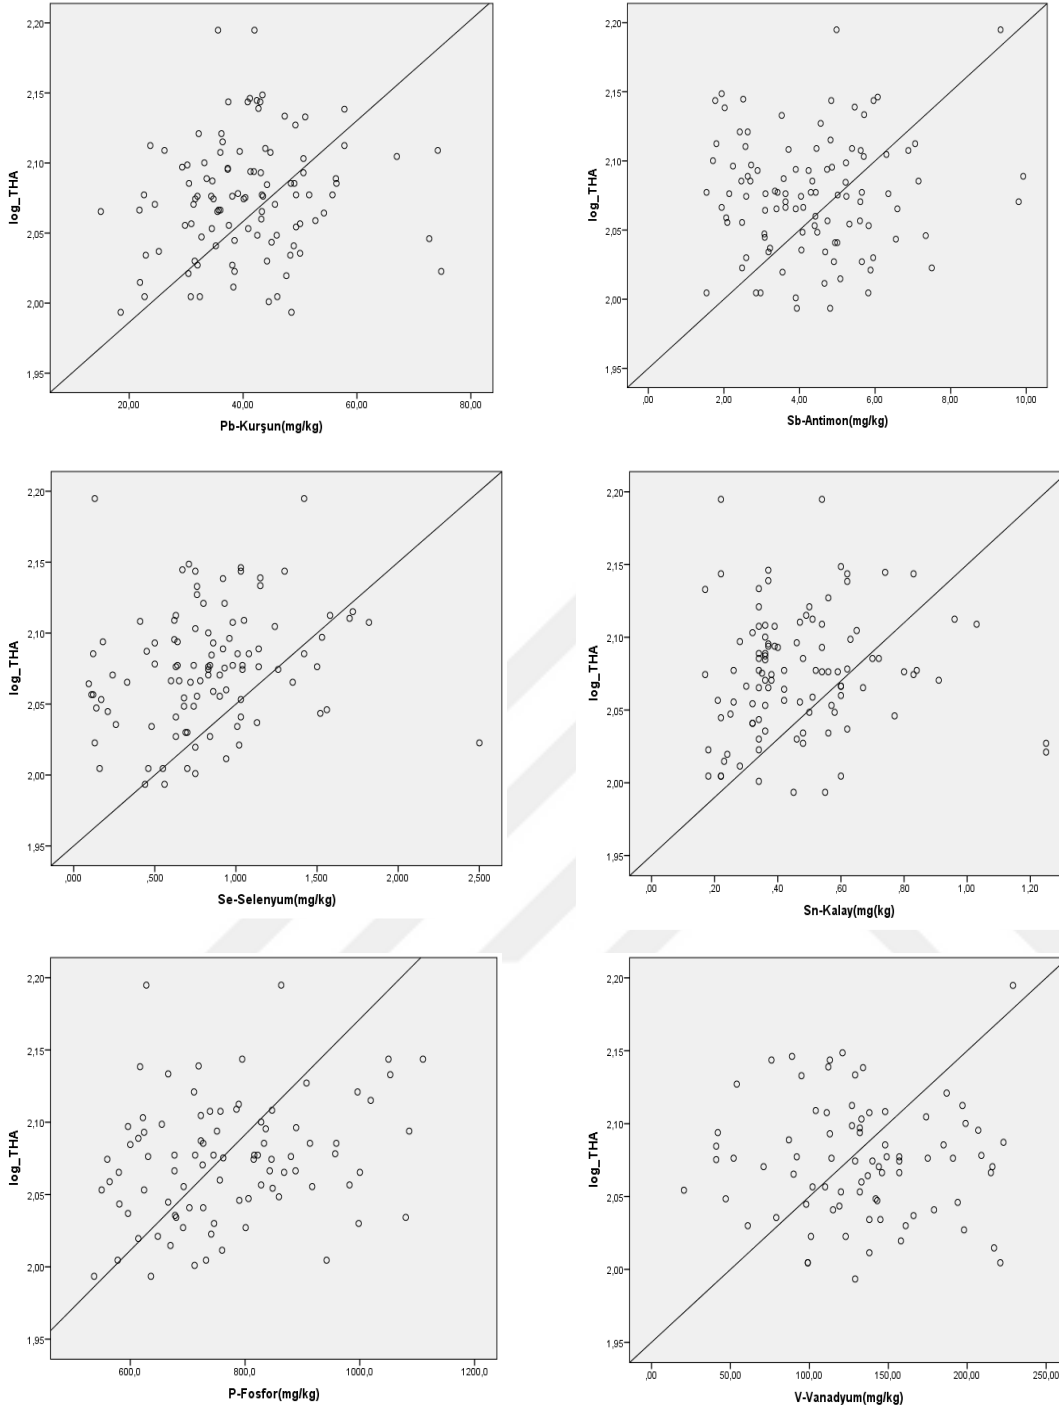 2,20
2,15
2,10
2,05
2,00
1,95
log_THA
20,00 40,00 60,00 80,00
Pb-Kurşun(mg/kg)
2,20
2,15
2,10
2,05
2,00
1,95
log_THA
,00 2,00 4,00 6,00 8,00 10,00
Sb-Antimon(mg/kg)
2,20
2,15
2,10
2,05
2,00
1,95
log_THA
,000 ,500 1,000 1,500 2,000 2,500
Se-Selenyum(mg/kg)
2,20
2,15
2,10
2,05
2,00
1,95
log_THA
,00 ,20 ,40 ,60 ,80 1,00 1,20
Sn-Kalay(mg(kg)
2,20
2,15
2,10
2,05
2,00
1,95
log_THA
600,0 800,0 1000,0 1200,0
P-Fosfor(mg/kg)
2,20
2,15
2,10
2,05
2,00
1,95
log_THA
,00 50,00 100,00 150,00 200,00 250,00
V-Vanadyum(mg/kg)